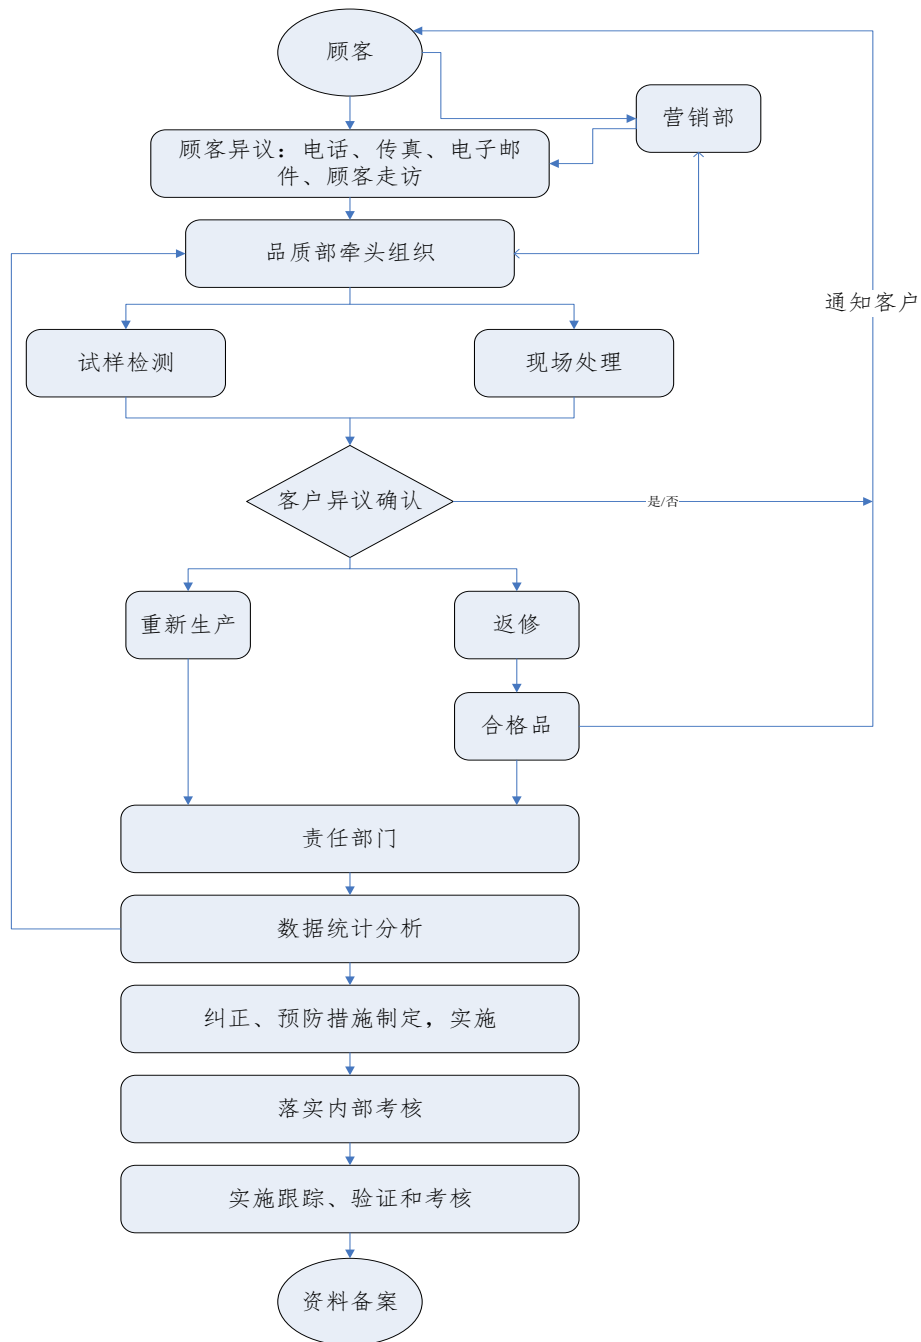 顾客
营销部
顾客异议：电话、传真、电子邮
件、顾客走访
品质部牵头组织
通知客户
试样检测
现场处理
客户异议确认
是/否
重新生产
返修
合格品
责任部门
数据统计分析
纠正、预防措施制定，实施
落实内部考核
实施跟踪、验证和考核
资料备案